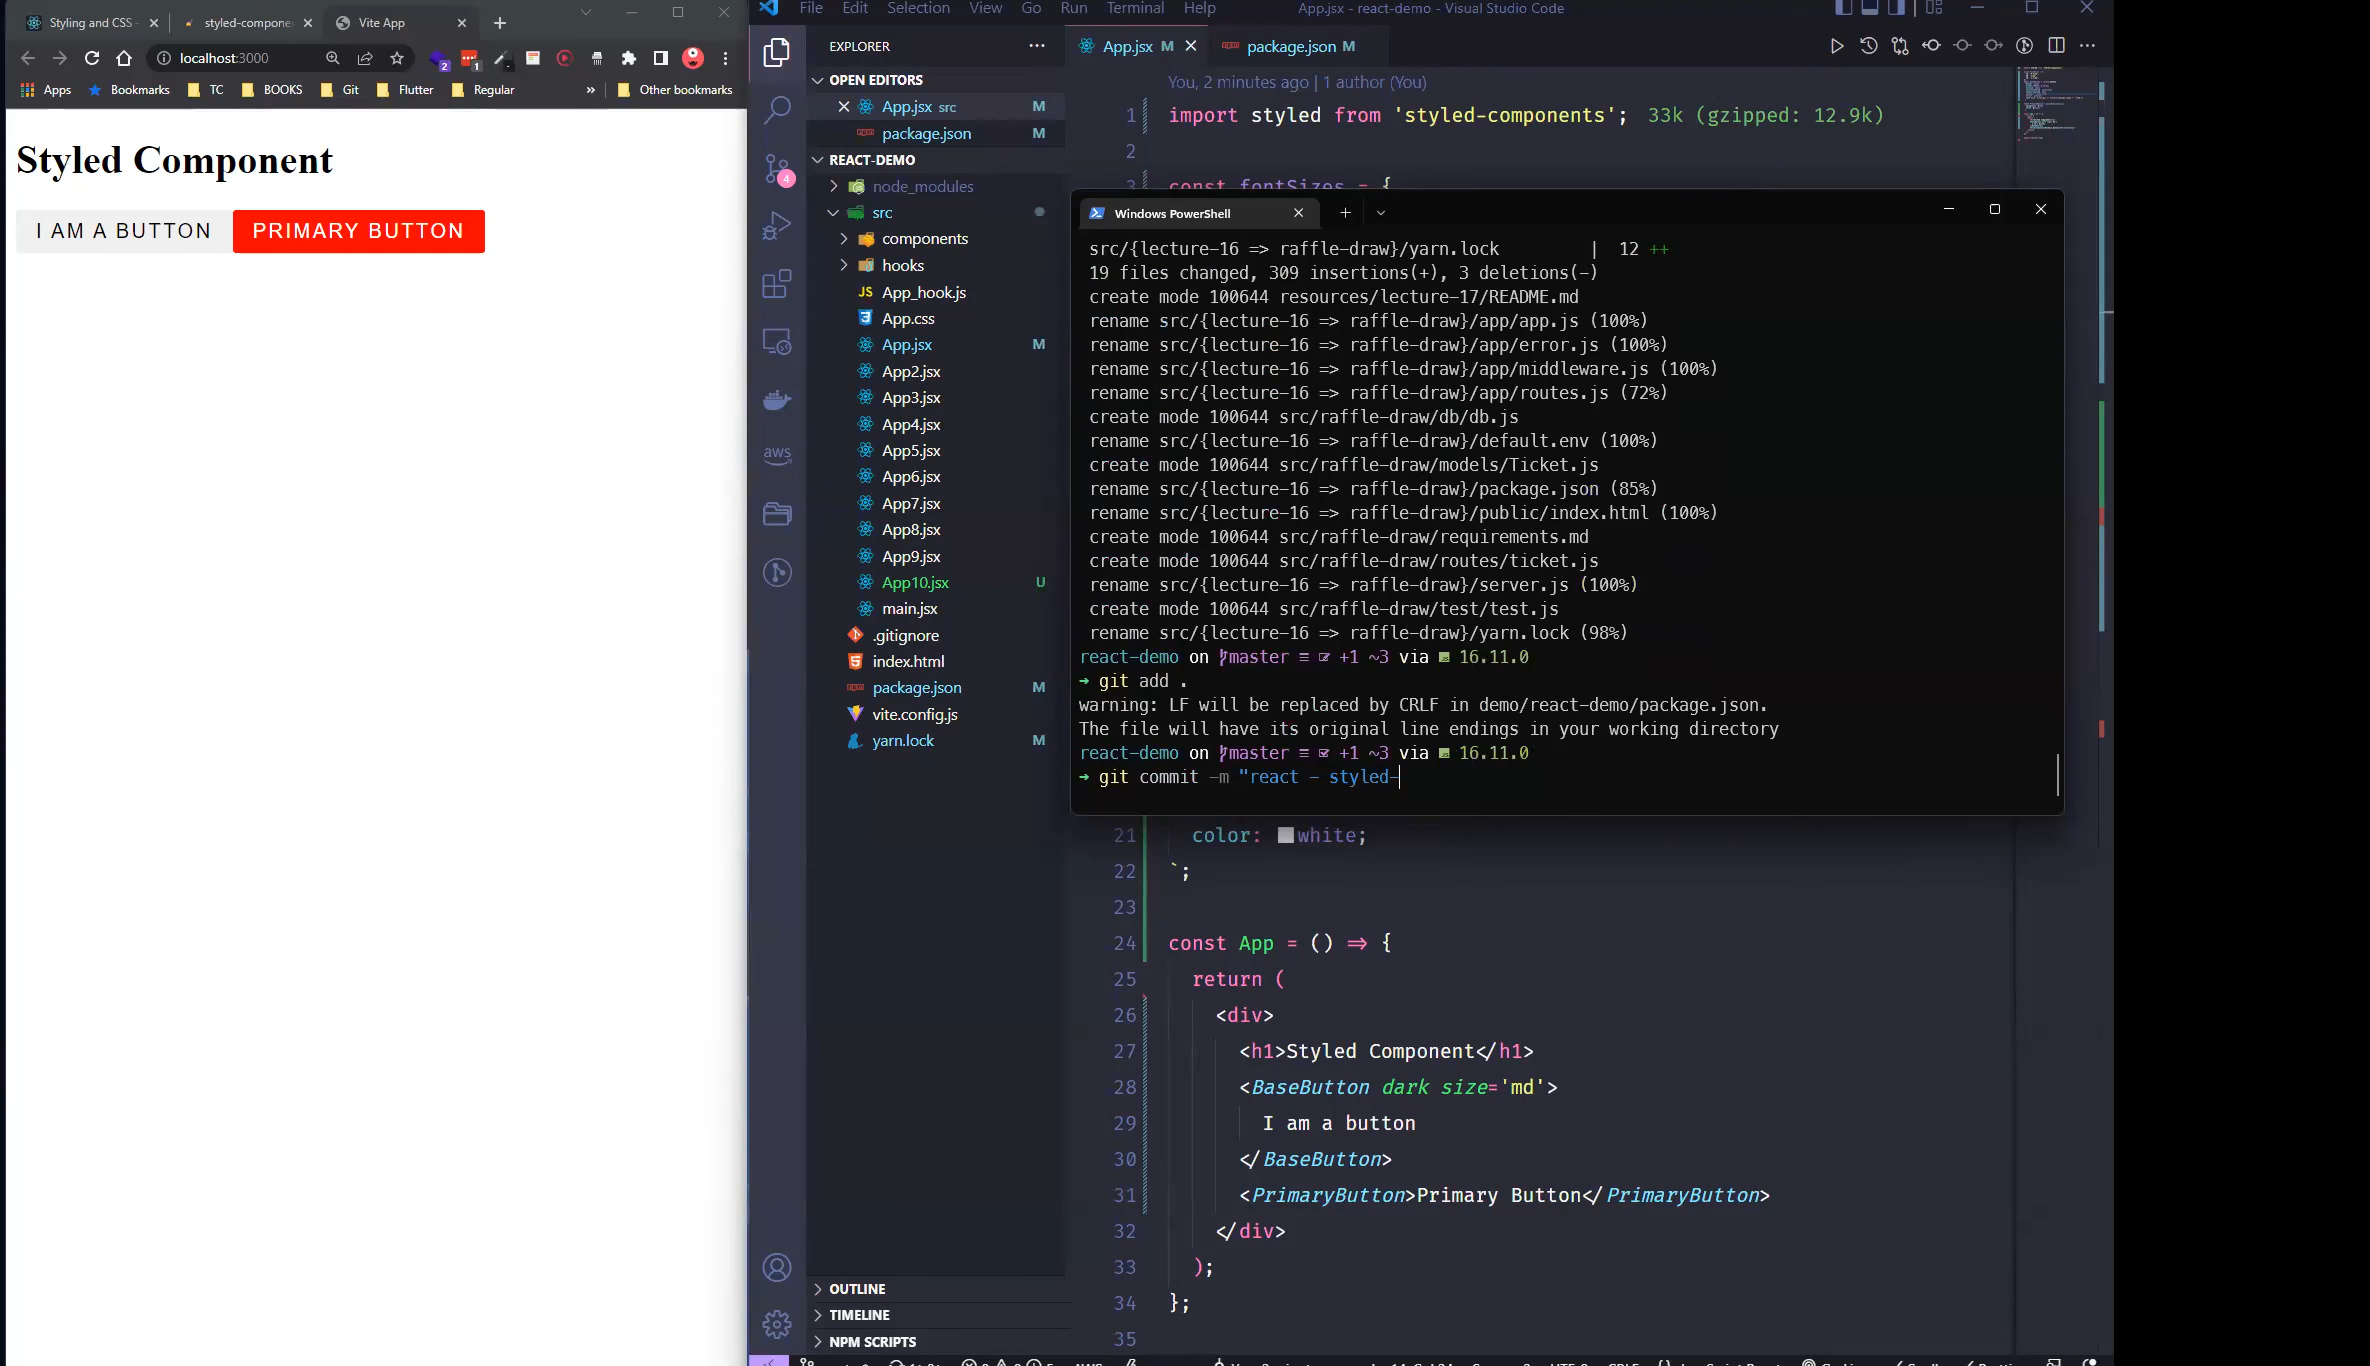 Styling and CSS -
styled-compone
Vite App
localhost:3000
2
1
Apps
Bookmarks
TC
BOOKS
Git
Flutter
Regular
»
Other bookmarks
Styled Component
I AM A BUTTON
PRIMARY BUTTON
File Edit Selection View Go Run Terminal Help
App.jsx - react-demo - Visual Studio Code
EXPLORER
OPEN EDITORS
App.jsx src M
package.json M
REACT-DEMO
node_modules
src
components
hooks
JS App_hook.js
App.css
App.jsx M
App2.jsx
App3.jsx
App4.jsx
App5.jsx
App6.jsx
App7.jsx
App8.jsx
App9.jsx
App10.jsx U
main.jsx
.gitignore
index.html
package.json M
vite.config.js
yarn.lock M
4
aws
OUTLINE
TIMELINE
NPM SCRIPTS
App.jsx M
package.json M
You, 2 minutes ago | 1 author (You)
1 import styled from 'styled-components'; 33k (gzipped: 12.9k)
2
3 const fontSizes = {
Windows PowerShell
src/{lecture-16 => raffle-draw}/yarn.lock | 12 ++
19 files changed, 309 insertions(+), 3 deletions(-)
create mode 100644 resources/lecture-17/README.md
rename src/{lecture-16 => raffle-draw}/app/app.js (100%)
rename src/{lecture-16 => raffle-draw}/app/error.js (100%)
rename src/{lecture-16 => raffle-draw}/app/middleware.js (100%)
rename src/{lecture-16 => raffle-draw}/app/routes.js (72%)
create mode 100644 src/raffle-draw/db/db.js
rename src/{lecture-16 => raffle-draw}/default.env (100%)
create mode 100644 src/raffle-draw/models/Ticket.js
rename src/{lecture-16 => raffle-draw}/package.json (85%)
rename src/{lecture-16 => raffle-draw}/public/index.html (100%)
create mode 100644 src/raffle-draw/requirements.md
create mode 100644 src/raffle-draw/routes/ticket.js
rename src/{lecture-16 => raffle-draw}/server.js (100%)
create mode 100644 src/raffle-draw/test/test.js
rename src/{lecture-16 => raffle-draw}/yarn.lock (98%)
react-demo on master ≡ +1 ~3 via 16.11.0
→ git add .
warning: LF will be replaced by CRLF in demo/react-demo/package.json.
The file will have its original line endings in your working directory
react-demo on master ≡ +1 ~3 via 16.11.0
→ git commit -m "react - styled-
21 color: white;
22 `;
23
24 const App = () => {
25 return (
26 <div>
27 <h1>Styled Component</h1>
28 <BaseButton dark size='md'>
29 I am a button
30 </BaseButton>
31 <PrimaryButton>Primary Button</PrimaryButton>
32 </div>
33 );
34 };
35